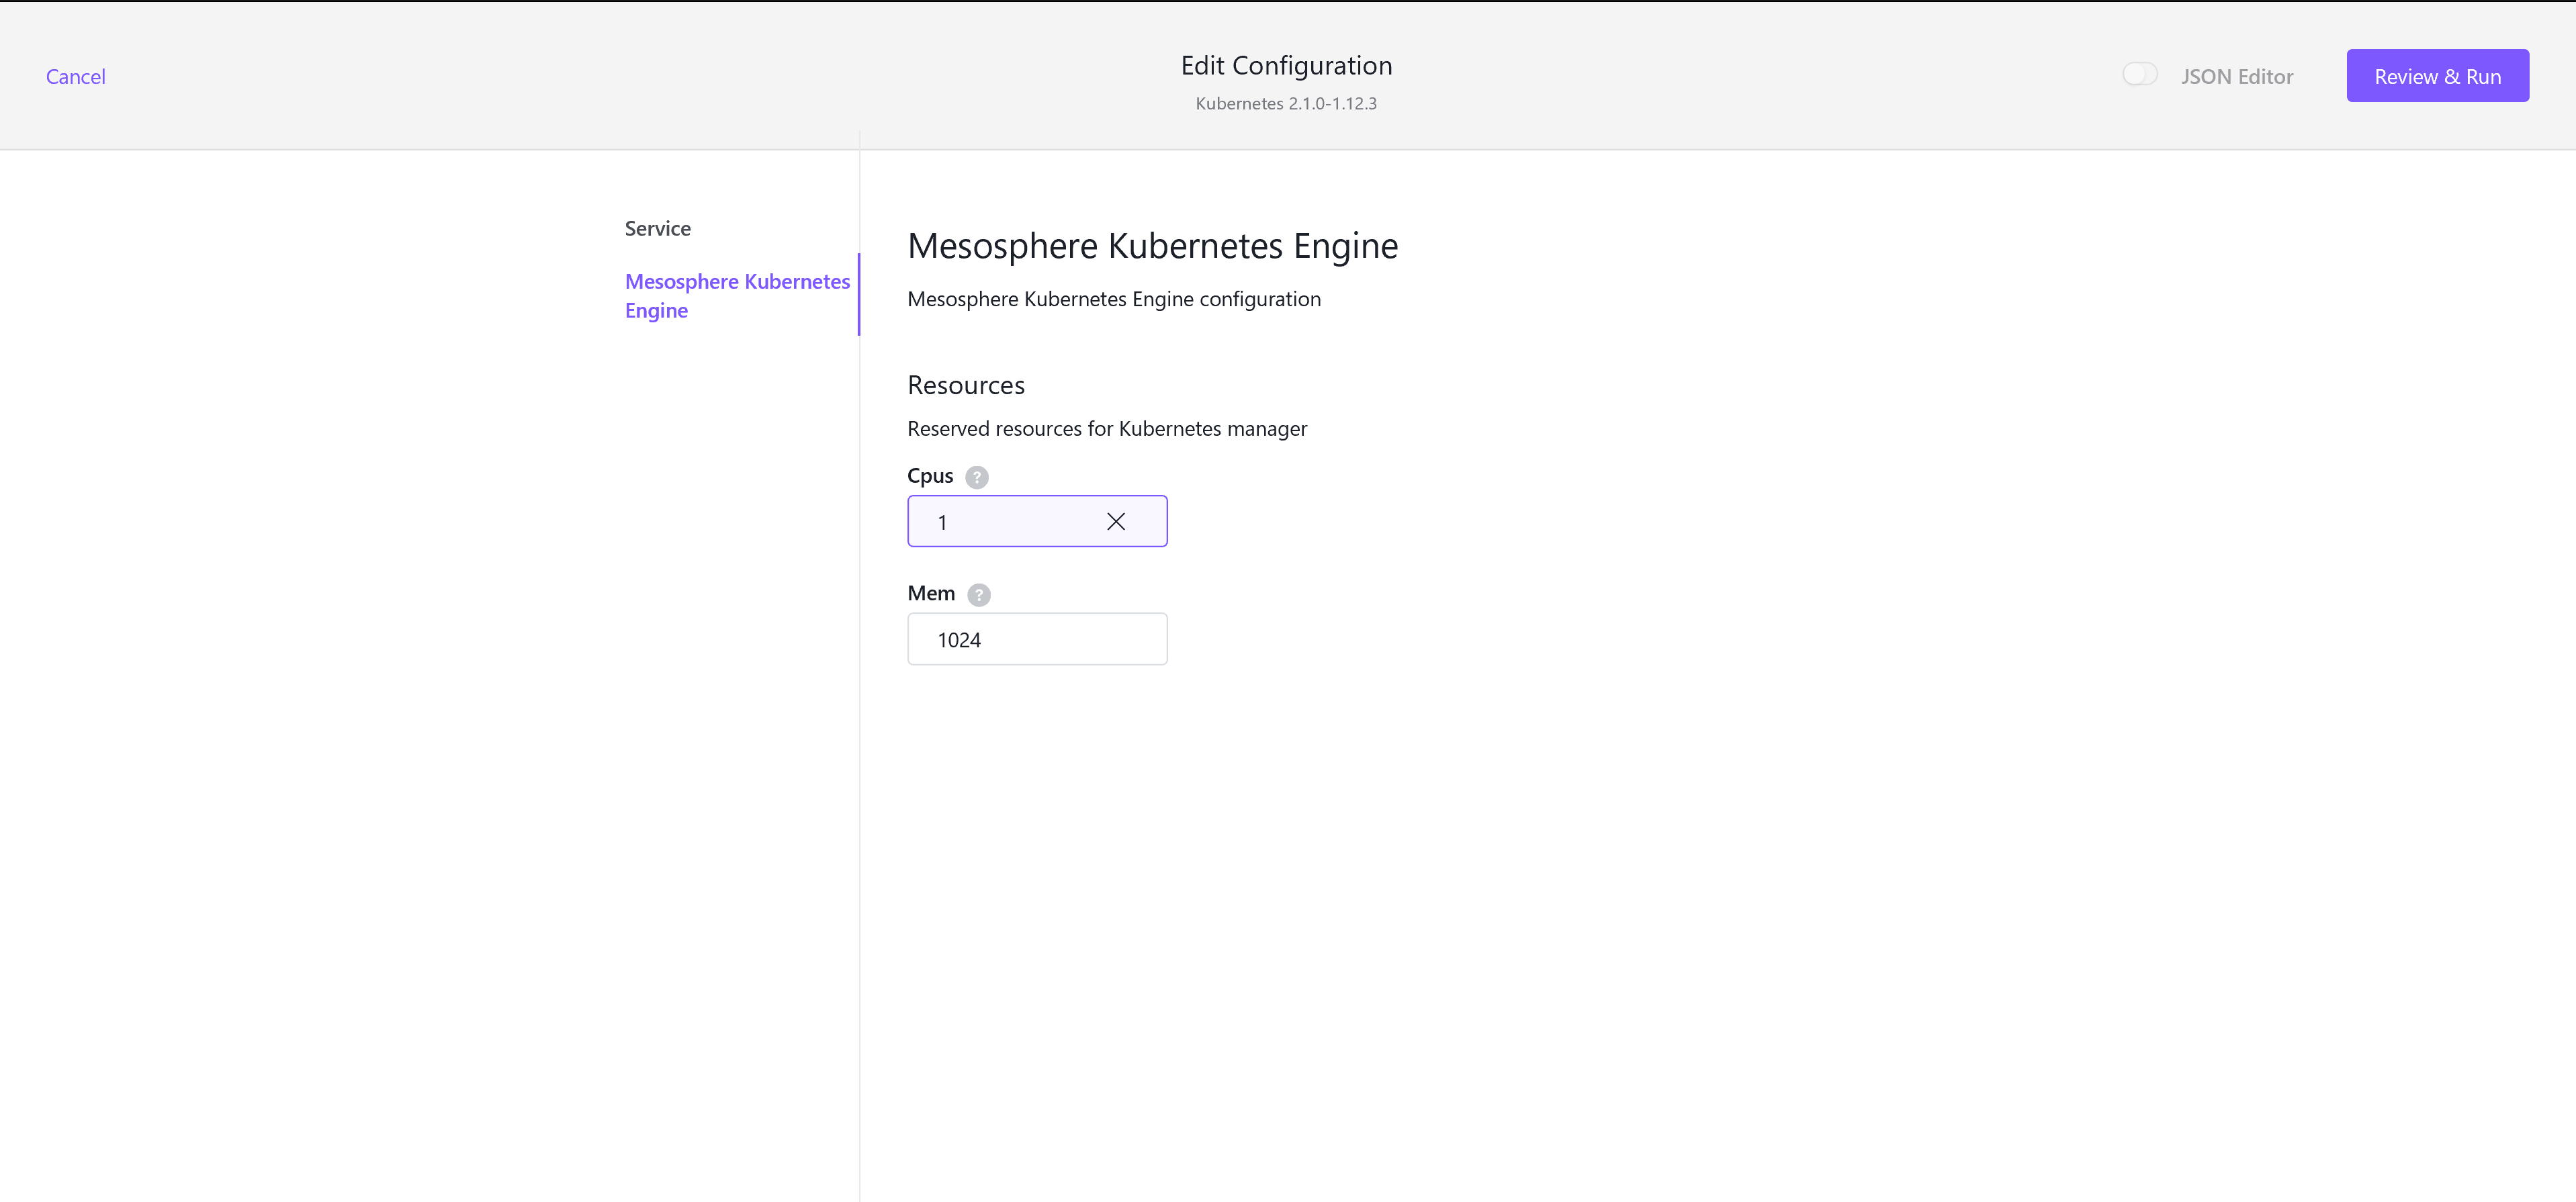 Cancel
Edit Configuration
Kubernetes 2.1.0-1.12.3
JSON Editor
Review & Run
Service
Mesosphere Kubernetes
Engine
Mesosphere Kubernetes Engine
Mesosphere Kubernetes Engine configuration
Resources
Reserved resources for Kubernetes manager
Cpus ?
1
Mem ?
1024